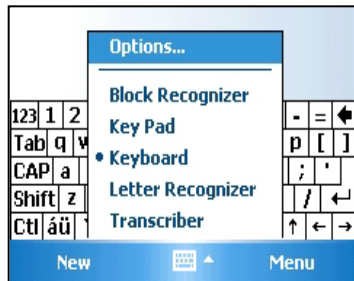 Options...
Block Recognizer
Key Pad
Keyboard
Letter Recognizer
Transcriber
123 1 2 - =
Tab q w p [ ]
CAP a ; '
Shift z /
Ctl áü ` ↑ ← →
New Menu